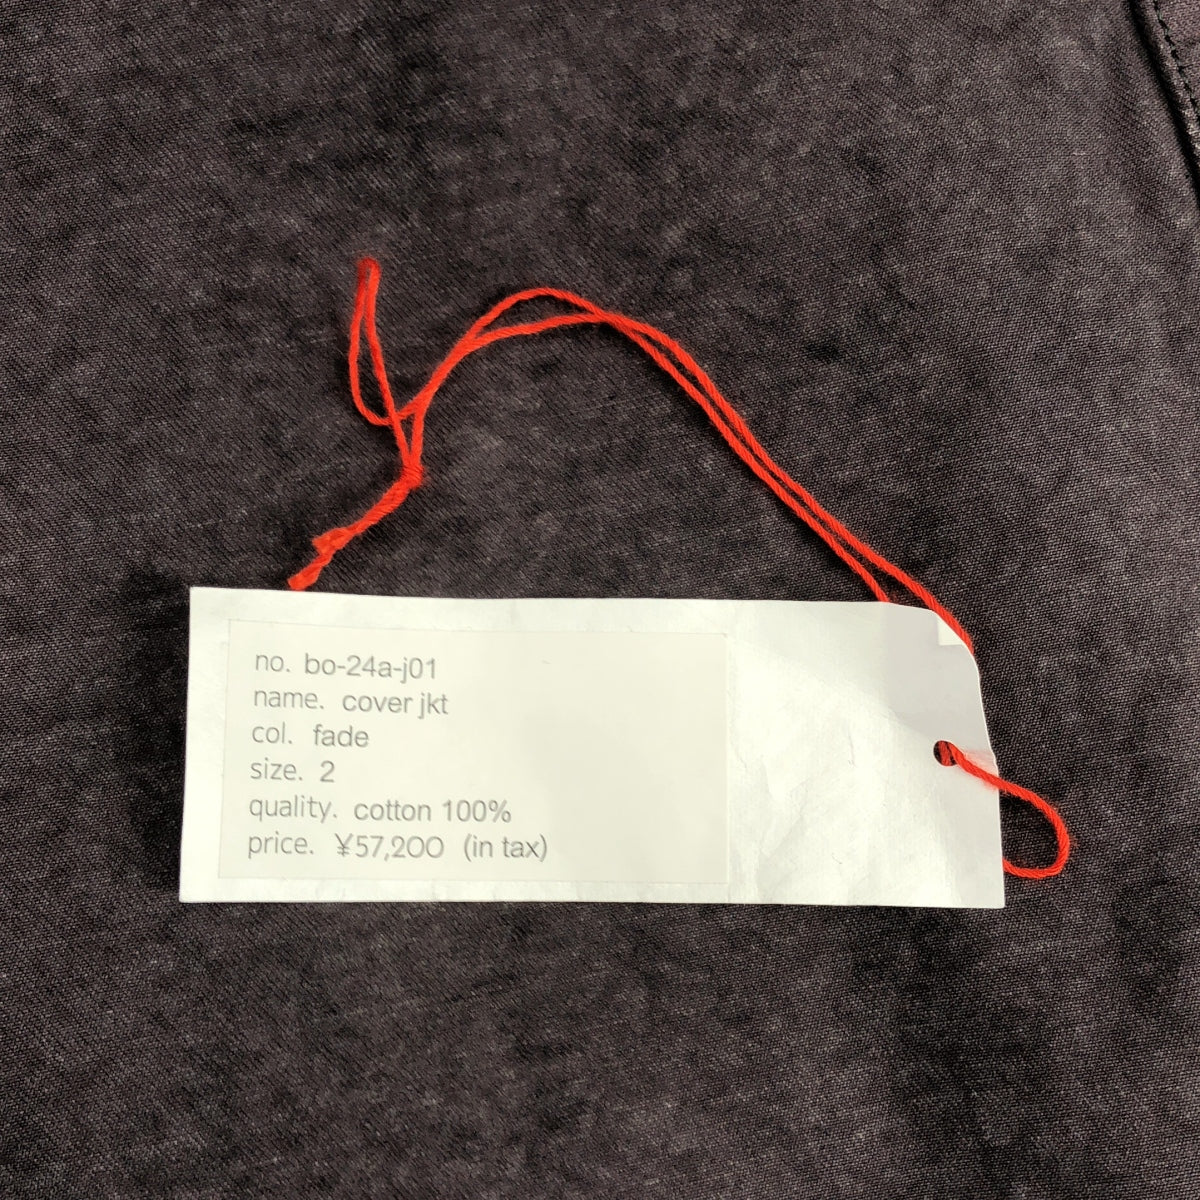 no. bo-24a-j01
name. cover jkt
col. fade
size. 2
quality. cotton 100%
price. ¥57,200 (in tax)